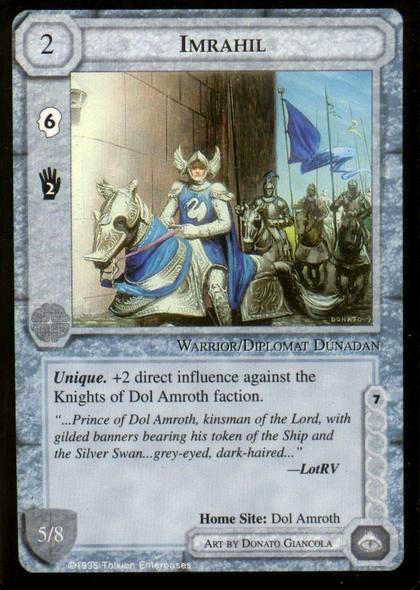 2
IMRAHIL
6
2
DONATO
WARRIOR/DIPLOMAT DÚNADAN
Unique. +2 direct influence against the
Knights of Dol Amroth faction.
7
“...Prince of Dol Amroth, kinsman of the Lord, with
gilded banners bearing his token of the Ship and
the Silver Swan...grey-eyed, dark-haired...”
—LotRV
Home Site: Dol Amroth
5/8
ART BY DONATO GIANCOLA
©1995 Tolkien Enterprises